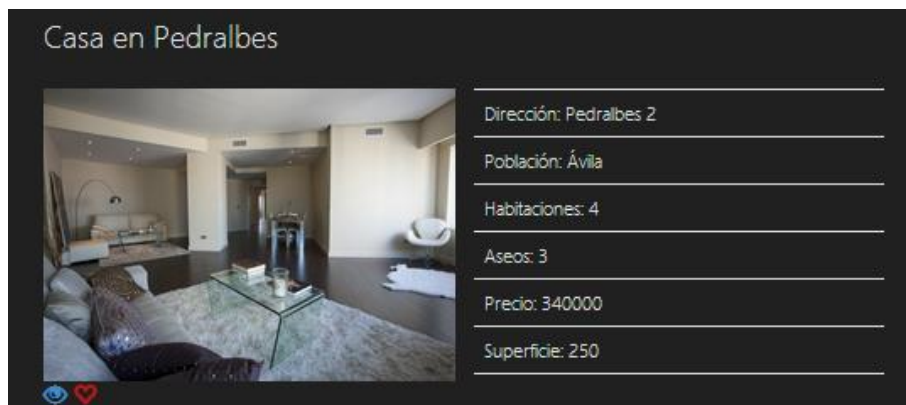 Casa en Pedralbes
Dirección: Pedralbes 2
Población: Ávila
Habitaciones: 4
Aseos: 3
Precio: 340000
Superficie: 250